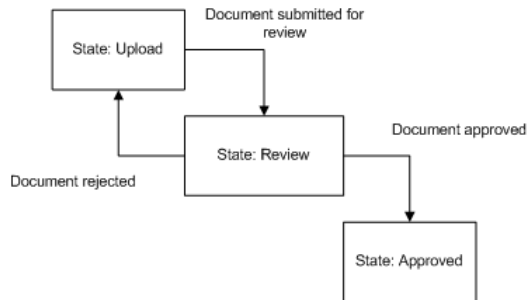 Document submitted for
review
State: Upload
Document approved
State: Review
Document rejected
State: Approved